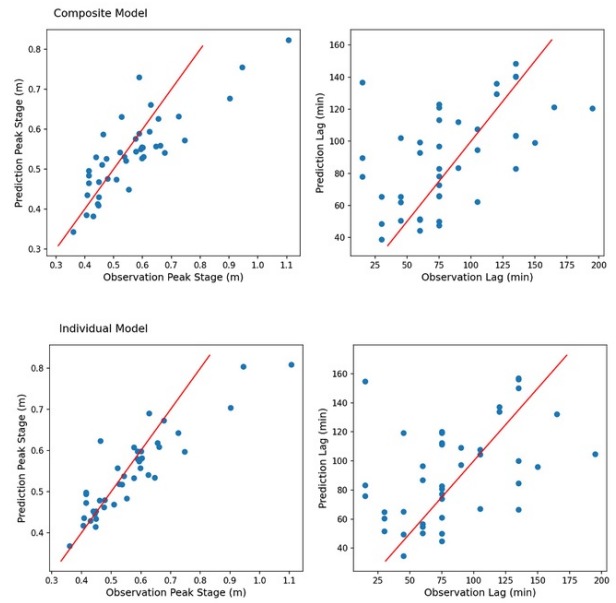 Composite Model
Prediction Peak Stage (m)
0.8
0.7
0.6
0.5
0.4
0.3
0.3 0.4 0.5 0.6 0.7 0.8 0.9 1.0 1.1
Observation Peak Stage (m)
Prediction Lag (min)
160
140
120
100
80
60
40
25 50 75 100 125 150 175 200
Observation Lag (min)
Individual Model
Prediction Peak Stage (m)
0.8
0.7
0.6
0.5
0.4
0.3 0.4 0.5 0.6 0.7 0.8 0.9 1.0 1.1
Observation Peak Stage (m)
Prediction Lag (min)
160
140
120
100
80
60
40
25 50 75 100 125 150 175 200
Observation Lag (min)